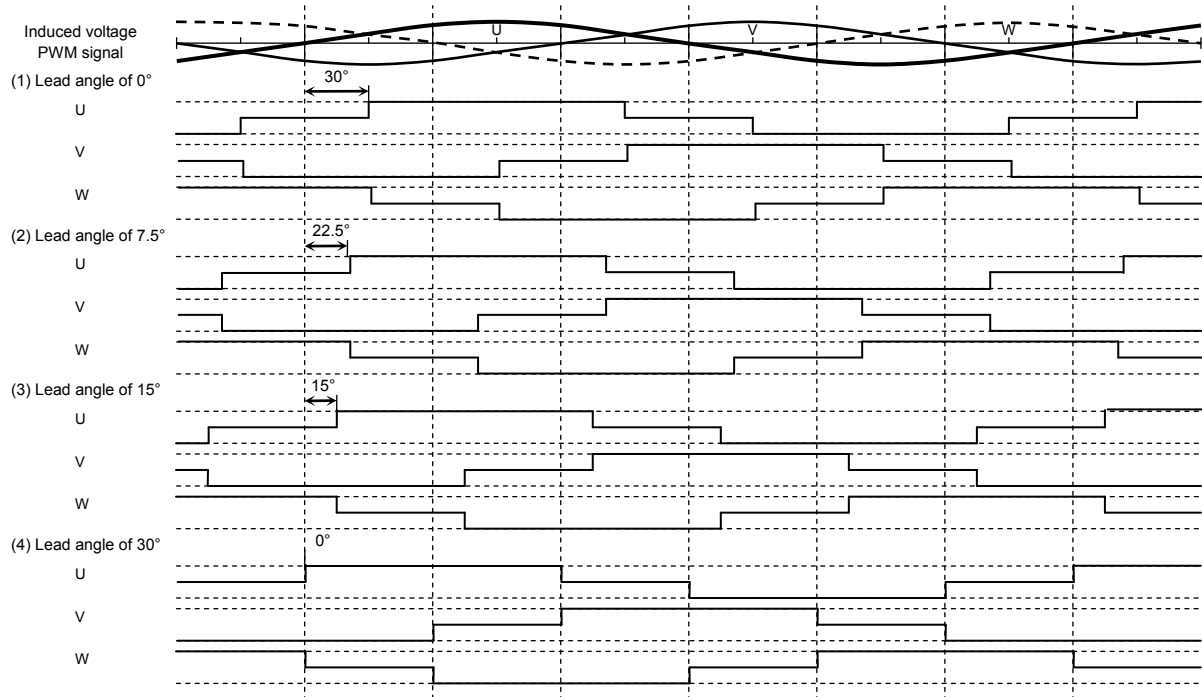 Induced voltage
PWM signal
U
V
W
(1) Lead angle of 0°
30°
U
V
W
(2) Lead angle of 7.5°
22.5°
U
V
W
(3) Lead angle of 15°
15°
U
V
W
(4) Lead angle of 30°
0°
U
V
W